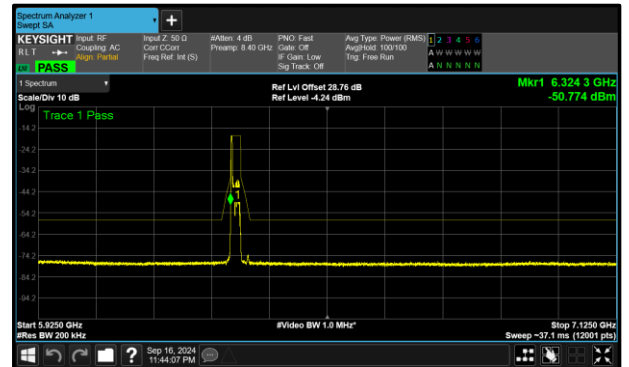 Spectrum Analyzer 1
Swept SA
+
KEYSIGHT
RLT
PASS
Input: RF
Coupling: AC
Align: Partial
Input Z: 50 Ω
Corr CCorr
Freq Ref: Int (S)
#Atten: 4 dB
Preamp: 8.40 GHz
PNO: Fast
Gate: Off
IF Gain: Low
Sig Track: Off
Avg Type: Power (RMS)
Avg|Hold: 100/100
Trig: Free Run
1 2 3 4 5 6
A W W W W W
A N N N N N
1 Spectrum
Scale/Div 10 dB
Ref Lvl Offset 28.76 dB
Ref Level -4.24 dBm
Mkr1 6.324 3 GHz
-50.774 dBm
Log
Trace 1 Pass
-14.2
-24.2
-34.2
-44.2
-54.2
-64.2
-74.2
-84.2
-94.2
1
Start 5.9250 GHz
#Res BW 200 kHz
#Video BW 1.0 MHz*
Stop 7.1250 GHz
Sweep ~37.1 ms (12001 pts)
?
Sep 16, 2024
11:44:07 PM